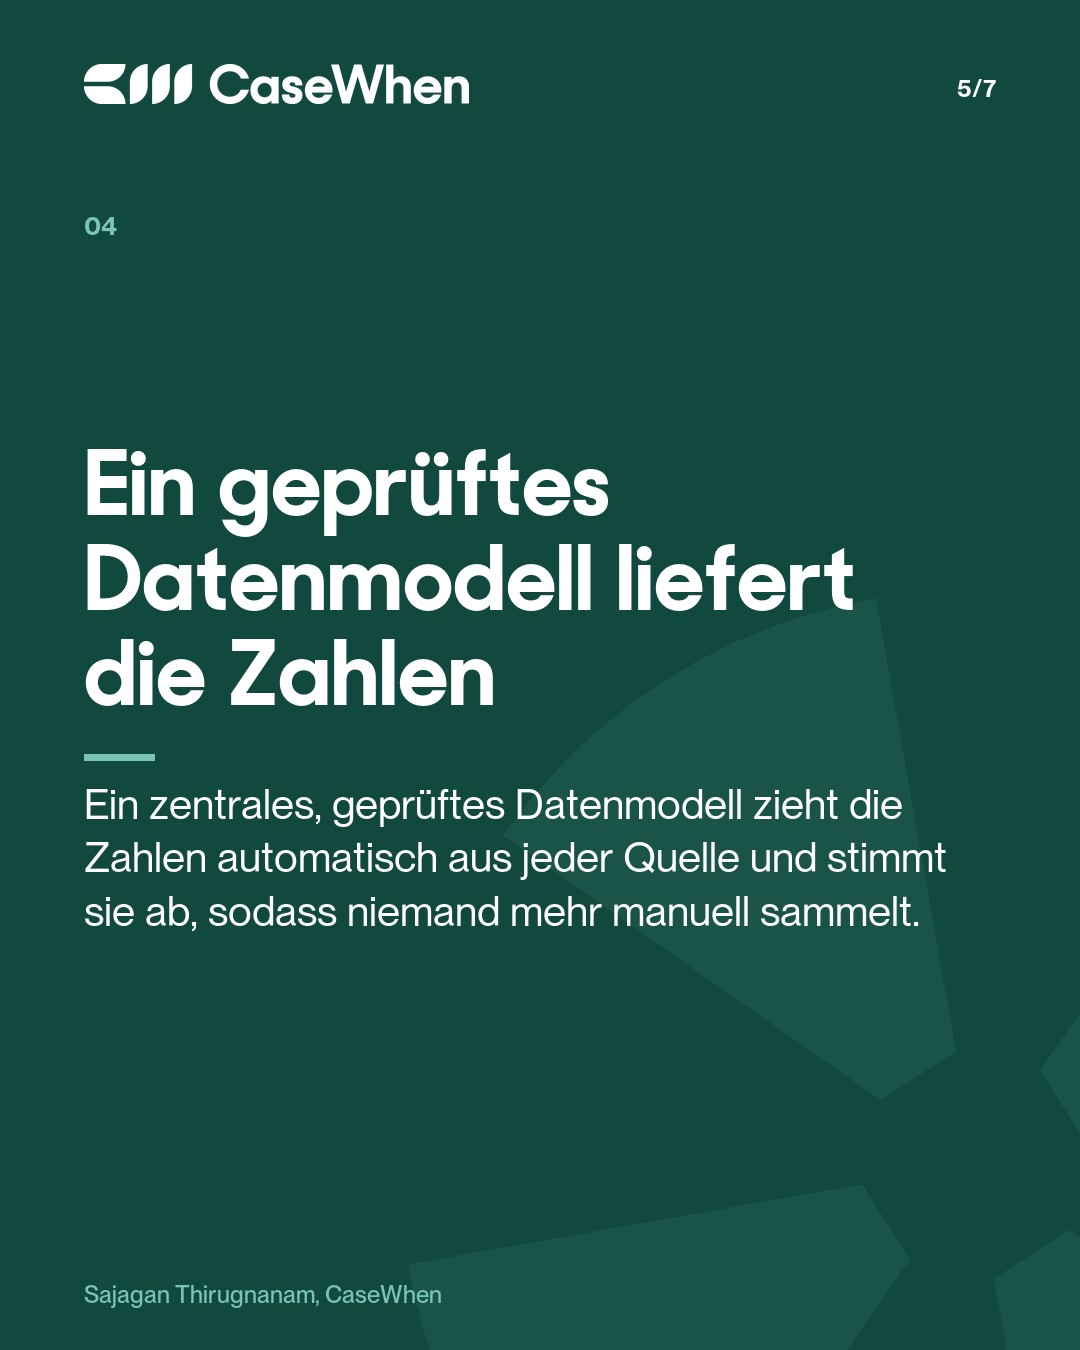 CaseWhen
5/7
04
Ein geprüftes
Datenmodell liefert
die Zahlen
Ein zentrales, geprüftes Datenmodell zieht die
Zahlen automatisch aus jeder Quelle und stimmt
sie ab, sodass niemand mehr manuell sammelt.
Sajagan Thirugnanam, CaseWhen